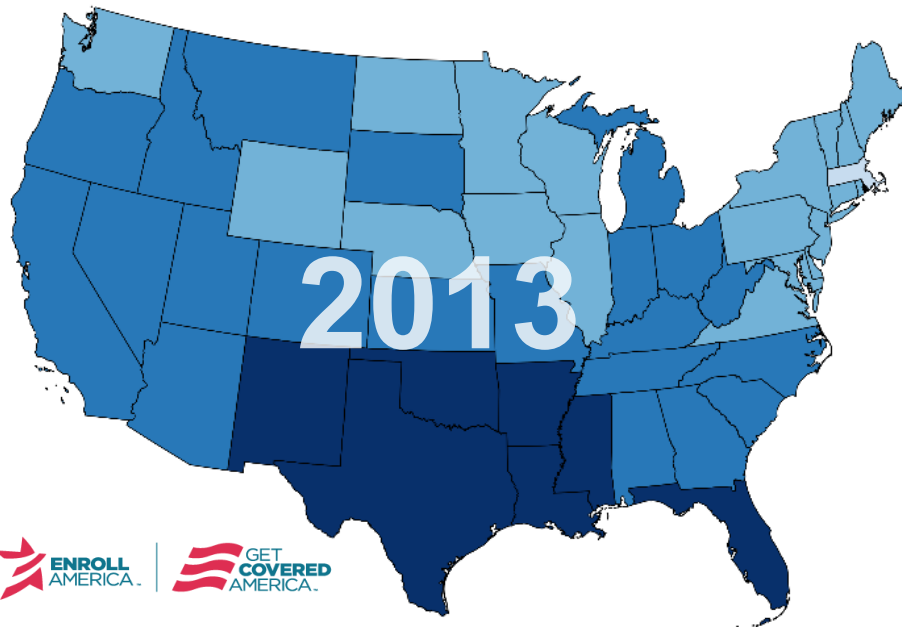 2013
ENROLL
AMERICA
GET
COVERED
AMERICA